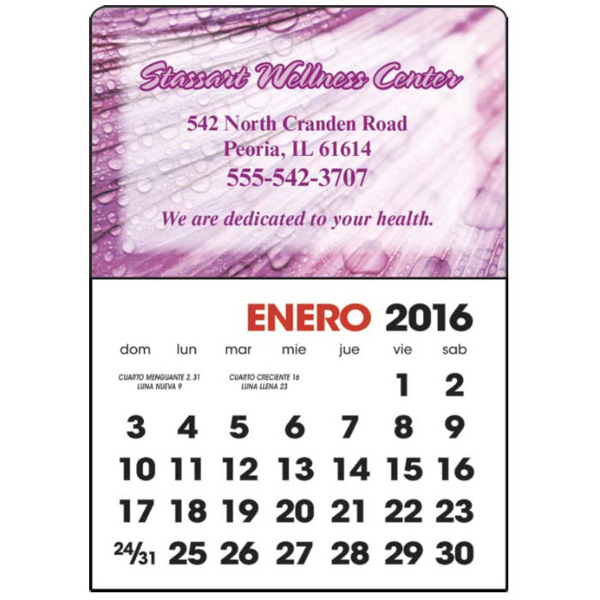 Stassart Wellness Center
542 North Cranden Road
Peoria, IL 61614
555-542-3707
We are dedicated to your health.
ENERO 2016
dom lun mar mie jue vie sab
CUARTO MENGUANTE 2, 31 CUARTO CRECIENTE 16
LUNA NUEVA 9 LUNA LLENA 23
1 2
3 4 5 6 7 8 9
10 11 12 13 14 15 16
17 18 19 20 21 22 23
24/31 25 26 27 28 29 30